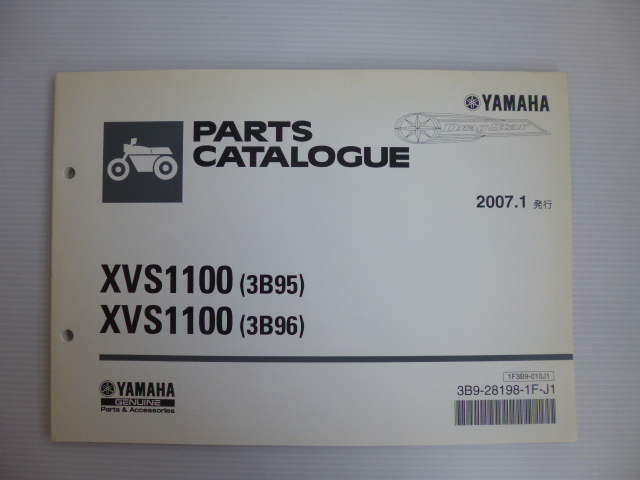 YAMAHA
DragStar
PARTS
CATALOGUE
2007.1 発行
XVS1100 (3B95)
XVS1100 (3B96)
YAMAHA
GENUINE
Parts & Accessories
1F3B9-010J1
3B9-28198-1F-J1